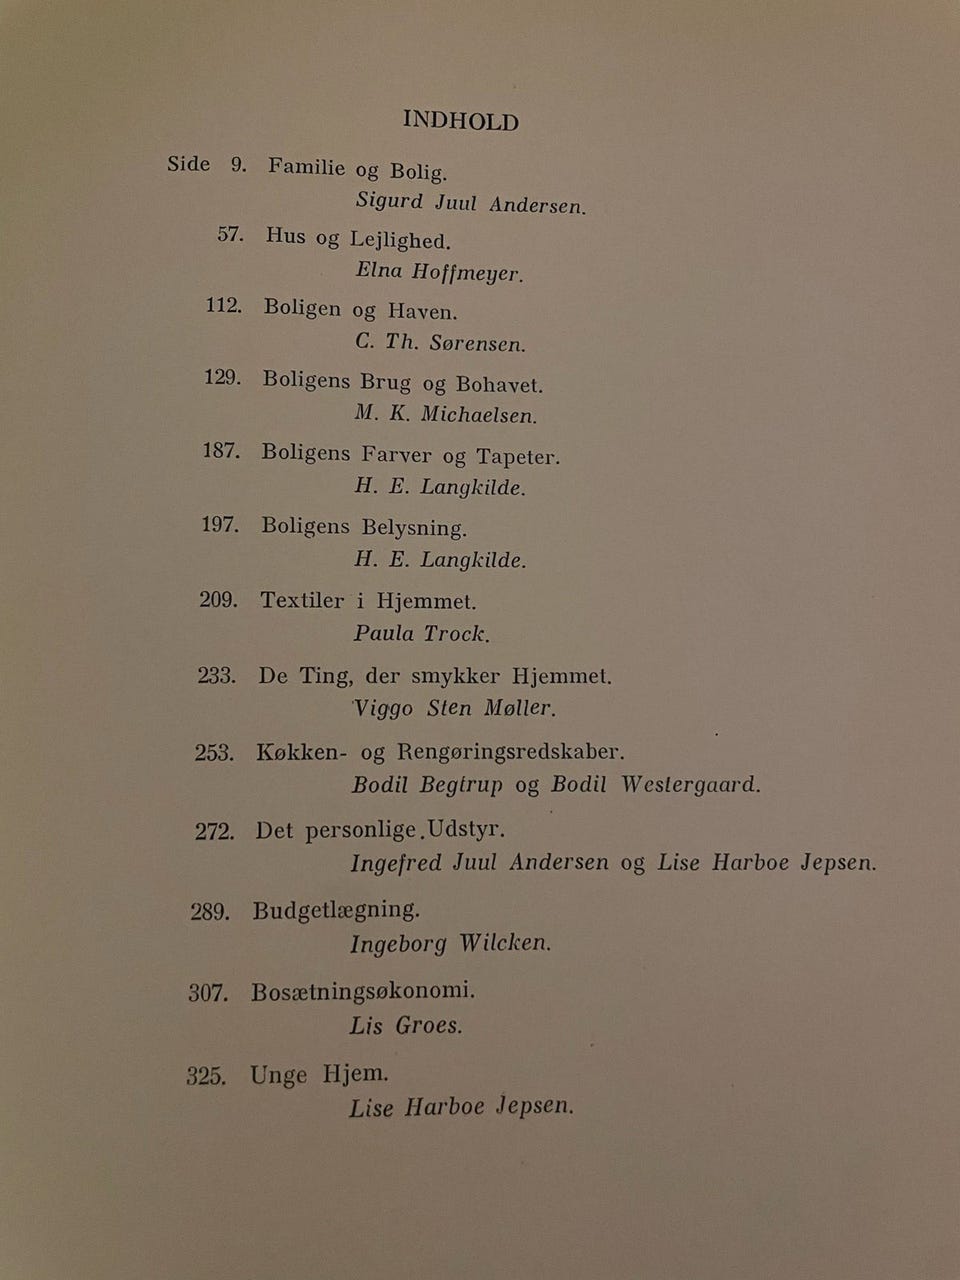 INDHOLD
Side 9. Familie og Bolig.
Sigurd Juul Andersen.
57. Hus og Lejlighed.
Elna Hoffmeyer.
112. Boligen og Haven.
C. Th. Sørensen.
129. Boligens Brug og Bohavet.
M. K. Michaelsen.
187. Boligens Farver og Tapeter.
H. E. Langkilde.
197. Boligens Belysning.
H. E. Langkilde.
209. Textiler i Hjemmet.
Paula Trock.
233. De Ting, der smykker Hjemmet.
Viggo Sten Møller.
253. Køkken- og Rengøringsredskaber.
Bodil Begtrup og Bodil Westergaard.
272. Det personlige Udstyr.
Ingefred Juul Andersen og Lise Harboe Jepsen.
289. Budgetlægning.
Ingeborg Wilcken.
307. Bosætningsøkonomi.
Lis Groes.
325. Unge Hjem.
Lise Harboe Jepsen.